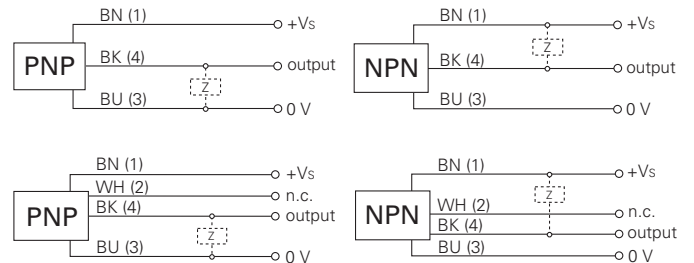 BN (1)
+Vs
PNP
BK (4)
output
Z
BU (3)
0 V
BN (1)
+Vs
Z
NPN
BK (4)
output
BU (3)
0 V
BN (1)
+Vs
WH (2)
n.c.
PNP
BK (4)
output
Z
BU (3)
0 V
BN (1)
+Vs
Z
NPN
WH (2)
n.c.
BK (4)
output
BU (3)
0 V